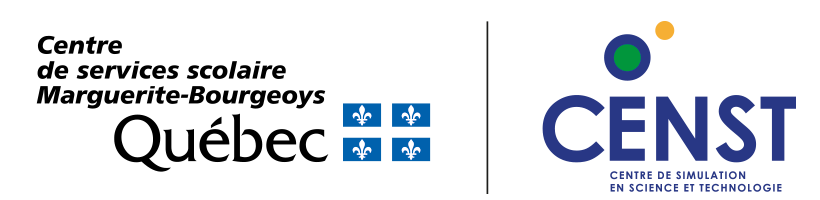 Centre
de services scolaire
Marguerite-Bourgeoys
Québec
CENST
CENTRE DE SIMULATION
EN SCIENCE ET TECHNOLOGIE